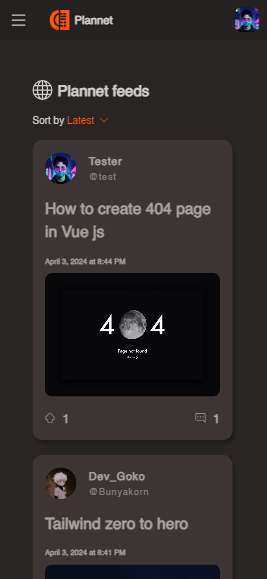 Plannet
Plannet feeds
Sort by Latest
Tester
@test
How to create 404 page
in Vue js
April 3, 2024 at 8:44 PM
4 4
Page not found
1
1
Dev_Goko
@Bunyakorn
Tailwind zero to hero
April 3, 2024 at 8:41 PM